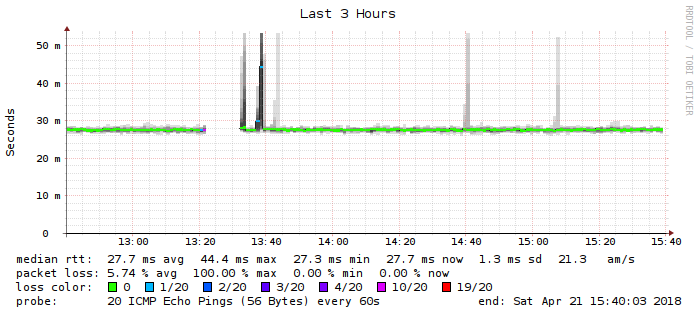 Last 3 Hours
RRDTOOL / TOBI OETIKER
Seconds
50 m
40 m
30 m
20 m
10 m
0
13:00 13:20 13:40 14:00 14:20 14:40 15:00 15:20 15:40
median rtt: 27.7 ms avg 44.4 ms max 27.3 ms min 27.7 ms now 1.3 ms sd 21.3 am/s
packet loss: 5.74 % avg 100.00 % max 0.00 % min 0.00 % now
loss color: 0 1/20 2/20 3/20 4/20 10/20 19/20
probe: 20 ICMP Echo Pings (56 Bytes) every 60s end: Sat Apr 21 15:40:03 2018